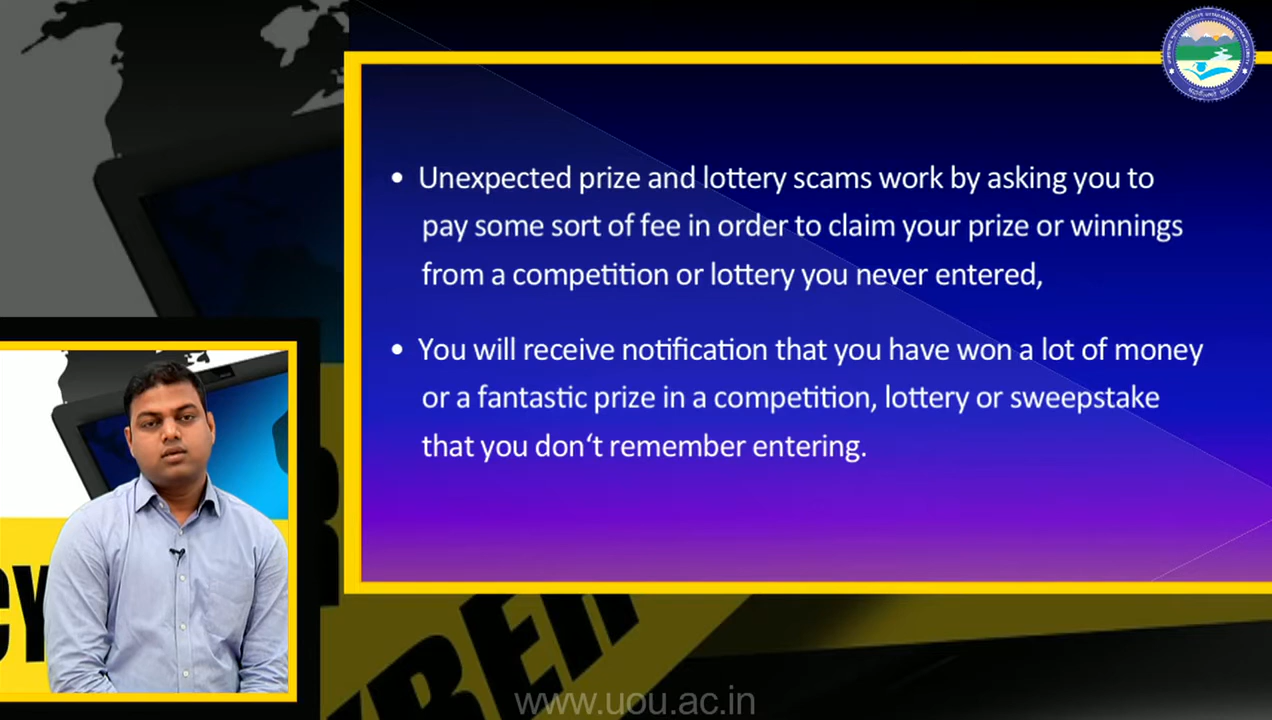 • Unexpected prize and lottery scams work by asking you to
pay some sort of fee in order to claim your prize or winnings
from a competition or lottery you never entered,
• You will receive notification that you have won a lot of money
or a fantastic prize in a competition, lottery or sweepstake
that you don‘t remember entering.
CY
BER
www.uou.ac.in